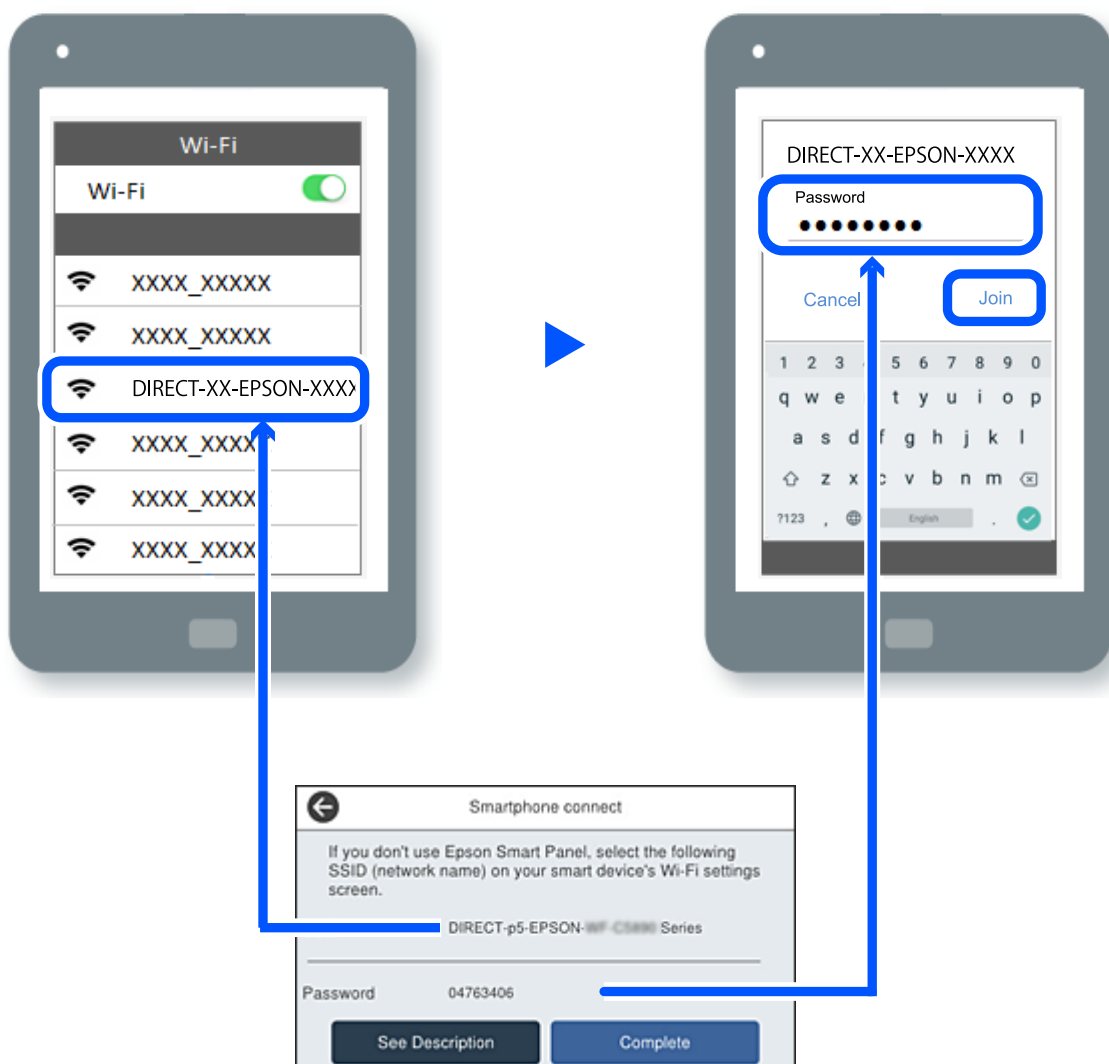 Wi-Fi
Wi-Fi
XXXX_XXXXX
XXXX_XXXXX
DIRECT-XX-EPSON-XXXX
XXXX_XXXX
XXXX_XXXX
XXXX_XXXX
DIRECT-XX-EPSON-XXXX
Password
●●●●●●●●
Cancel
Join
1 2 3 5 6 7 8 9 0
q w e t y u i o p
a s d f g h j k l
z x c v b n m
?123 , English .
Smartphone connect
If you don't use Epson Smart Panel, select the following
SSID (network name) on your smart device's Wi-Fi settings
screen.
DIRECT-p5-EPSON- Series
Password 04763406
See Description
Complete